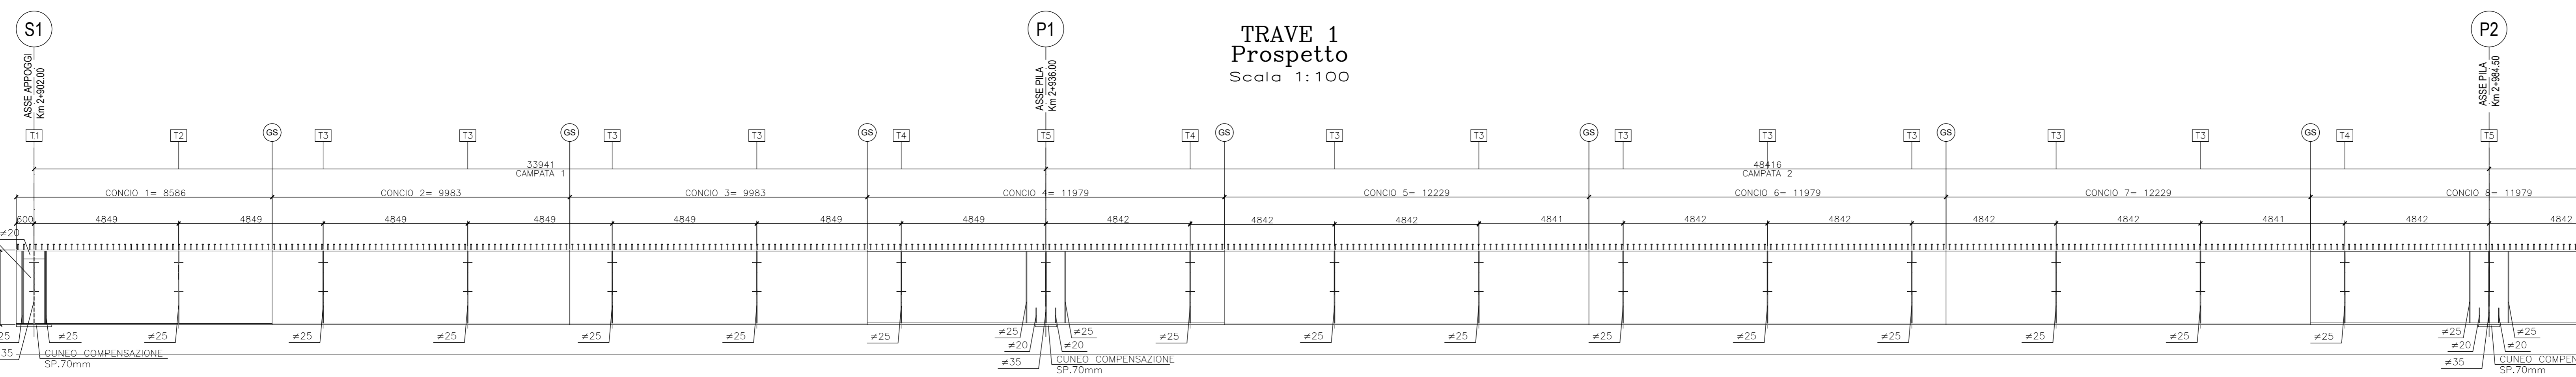 S1
P1
TRAVE 1
Prospetto
Scala 1:100
P2
ASSE APPOGGI
Km 2+902.00
ASSE PILA
Km 2+936.00
ASSE PILA
Km 2+984.50
T1 T2 GS T3 T3 GS T3 T3 GS T4 T5 T4 GS T3 T3 GS T3 T3 T3 GS T3 T3 GS T4 T5
33941 48416
CAMPATA 1 CAMPATA 2
CONCIO 1= 8586 CONCIO 2= 9983 CONCIO 3= 9983 CONCIO 4= 11979 CONCIO 5= 12229 CONCIO 6= 11979 CONCIO 7= 12229 CONCIO 8= 11979
600 4849 4849 4849 4849 4849 4849 4849 4842 4842 4842 4841 4842 4842 4842 4842 4841 4842 4842
≠20
≠25 ≠25 ≠25 ≠25 ≠25 ≠25 ≠25 ≠25 ≠25 ≠25 ≠25 ≠25 ≠25 ≠25 ≠25 ≠25 ≠25 ≠25
≠20 ≠20 ≠20 ≠20
35 CUNEO COMPENSAZIONE
SP.70mm
≠35 CUNEO COMPENSAZIONE
SP.70mm
≠35 CUNEO COMPEN
SP.70mm